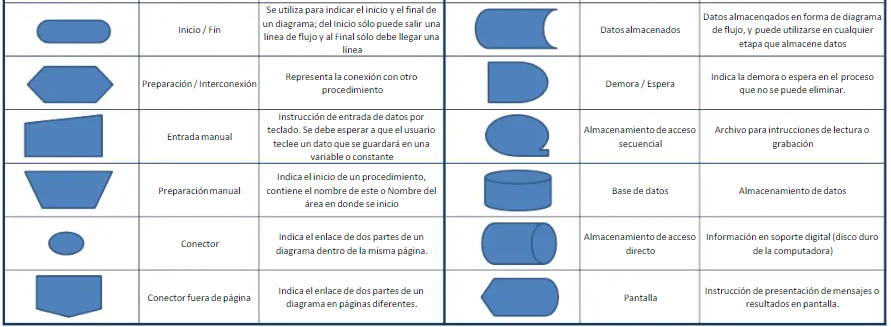 Inicio / Fin
Se utiliza para indicar el inicio y el final de
un diagrama; del Inicio sólo puede salir una
línea de flujo y al Final sólo debe llegar una
línea
Datos almacenados
Datos almacenqados en forma de diagrama
de flujo, y puede utilizarse en cualquier
etapa que almacene datos
Preparación / Interconexión
Representa la conexión con otro
procedimiento
Demora / Espera
Indica la demora o espera en el proceso
que no se puede eliminar.
Entrada manual
Instrucción de entrada de datos por
teclado. Se debe esperar a que el usuario
teclee un dato que se guardará en una
variable o constante
Almacenamiento de acceso
secuencial
Archivo para intrucciones de lectura o
grabación
Preparación manual
Indica el inicio de un procedimiento,
contiene el nombre de este o Nombre del
área en donde se inicio
Base de datos
Almacenamiento de datos
Conector
Indica el enlace de dos partes de un
diagrama dentro de la misma página.
Almacenamiento de acceso
directo
Información en soporte digital (disco duro
de la computadora)
Conector fuera de página
Indica el enlace de dos partes de un
diagrama en páginas diferentes.
Pantalla
Instrucción de presentación de mensajes o
resultados en pantalla.